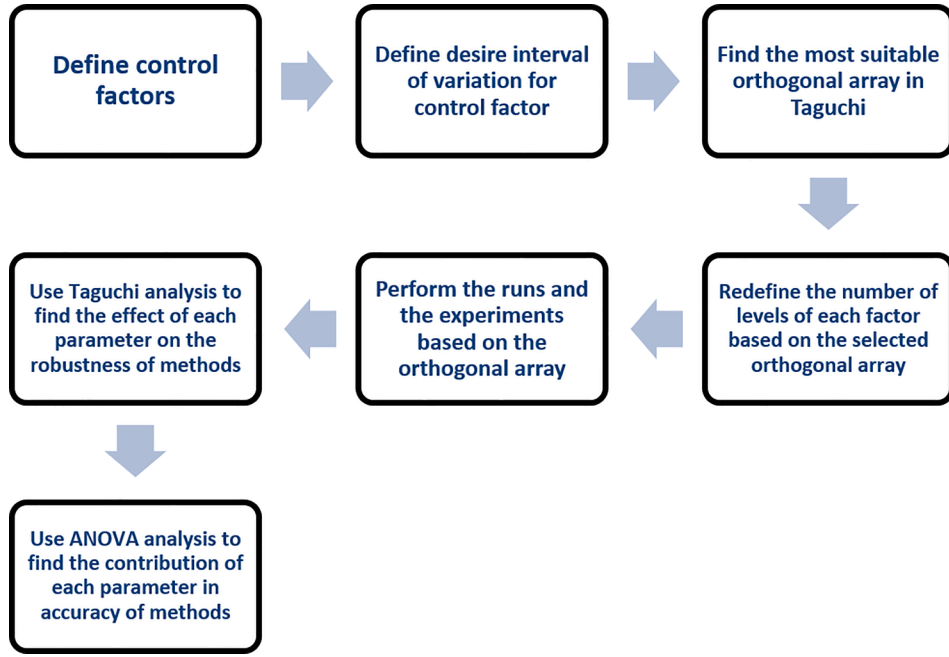 Define control
factors
Define desire interval
of variation for
control factor
Find the most suitable
orthogonal array in
Taguchi
Redefine the number of
levels of each factor
based on the selected
orthogonal array
Perform the runs and
the experiments
based on the
orthogonal array
Use Taguchi analysis to
find the effect of each
parameter on the
robustness of methods
Use ANOVA analysis to
find the contribution of
each parameter in
accuracy of methods